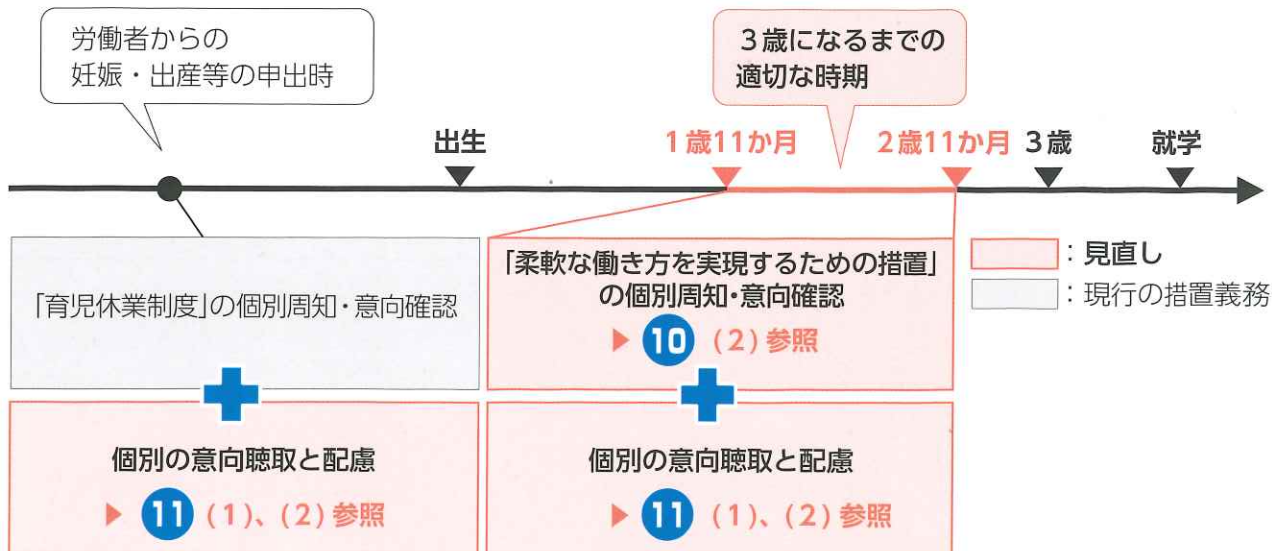 労働者からの
妊娠・出産等の申出時
3歳になるまでの
適切な時期
出生
1歳11か月
2歳11か月
3歳
就学
「育児休業制度」の個別周知・意向確認
「柔軟な働き方を実現するための措置」
の個別周知・意向確認
▶ 10 (2)参照
：見直し
：現行の措置義務
個別の意向聴取と配慮
▶ 11 (1)、(2)参照
個別の意向聴取と配慮
▶ 11 (1)、(2)参照